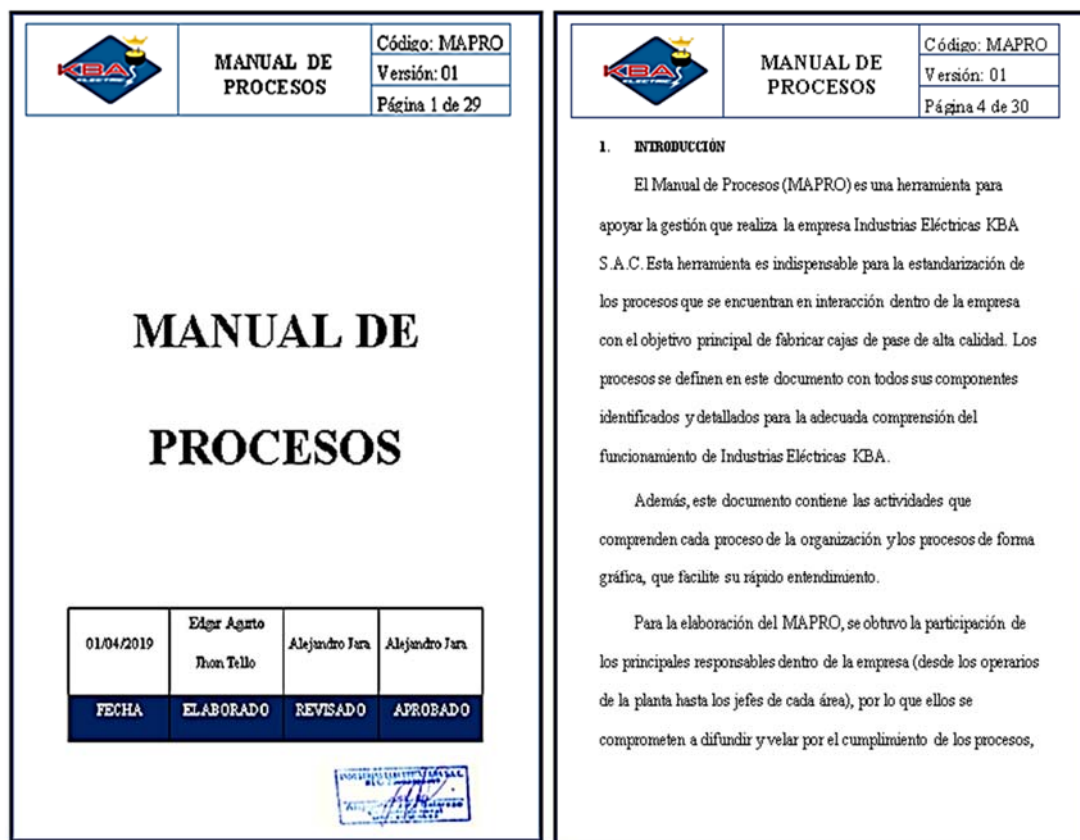 KBA
ELECTRIC
MANUAL DE
PROCESOS
Código: MAPRO
Versión: 01
Página 1 de 29
MANUAL DE
PROCESOS
01/04/2019
Edgar Agurto
Jhon Tello
Alejandro Jara
Alejandro Jara
FECHA
ELABORADO
REVISADO
APROBADO
KBA
ELECTRIC
MANUAL DE
PROCESOS
Código: MAPRO
Versión: 01
Página 4 de 30
1. INTRODUCCIÓN
El Manual de Procesos (MAPRO) es una herramienta para
apoyar la gestión que realiza la empresa Industrias Eléctricas KBA
S.A.C. Esta herramienta es indispensable para la estandarización de
los procesos que se encuentran en interacción dentro de la empresa
con el objetivo principal de fabricar cajas de pase de alta calidad. Los
procesos se definen en este documento con todos sus componentes
identificados y detallados para la adecuada comprensión del
funcionamiento de Industrias Eléctricas KBA.
Además, este documento contiene las actividades que
comprenden cada proceso de la organización y los procesos de forma
gráfica, que facilite su rápido entendimiento.
Para la elaboración del MAPRO, se obtuvo la participación de
los principales responsables dentro de la empresa (desde los operarios
de la planta hasta los jefes de cada área), por lo que ellos se
comprometen a difundir y velar por el cumplimiento de los procesos,